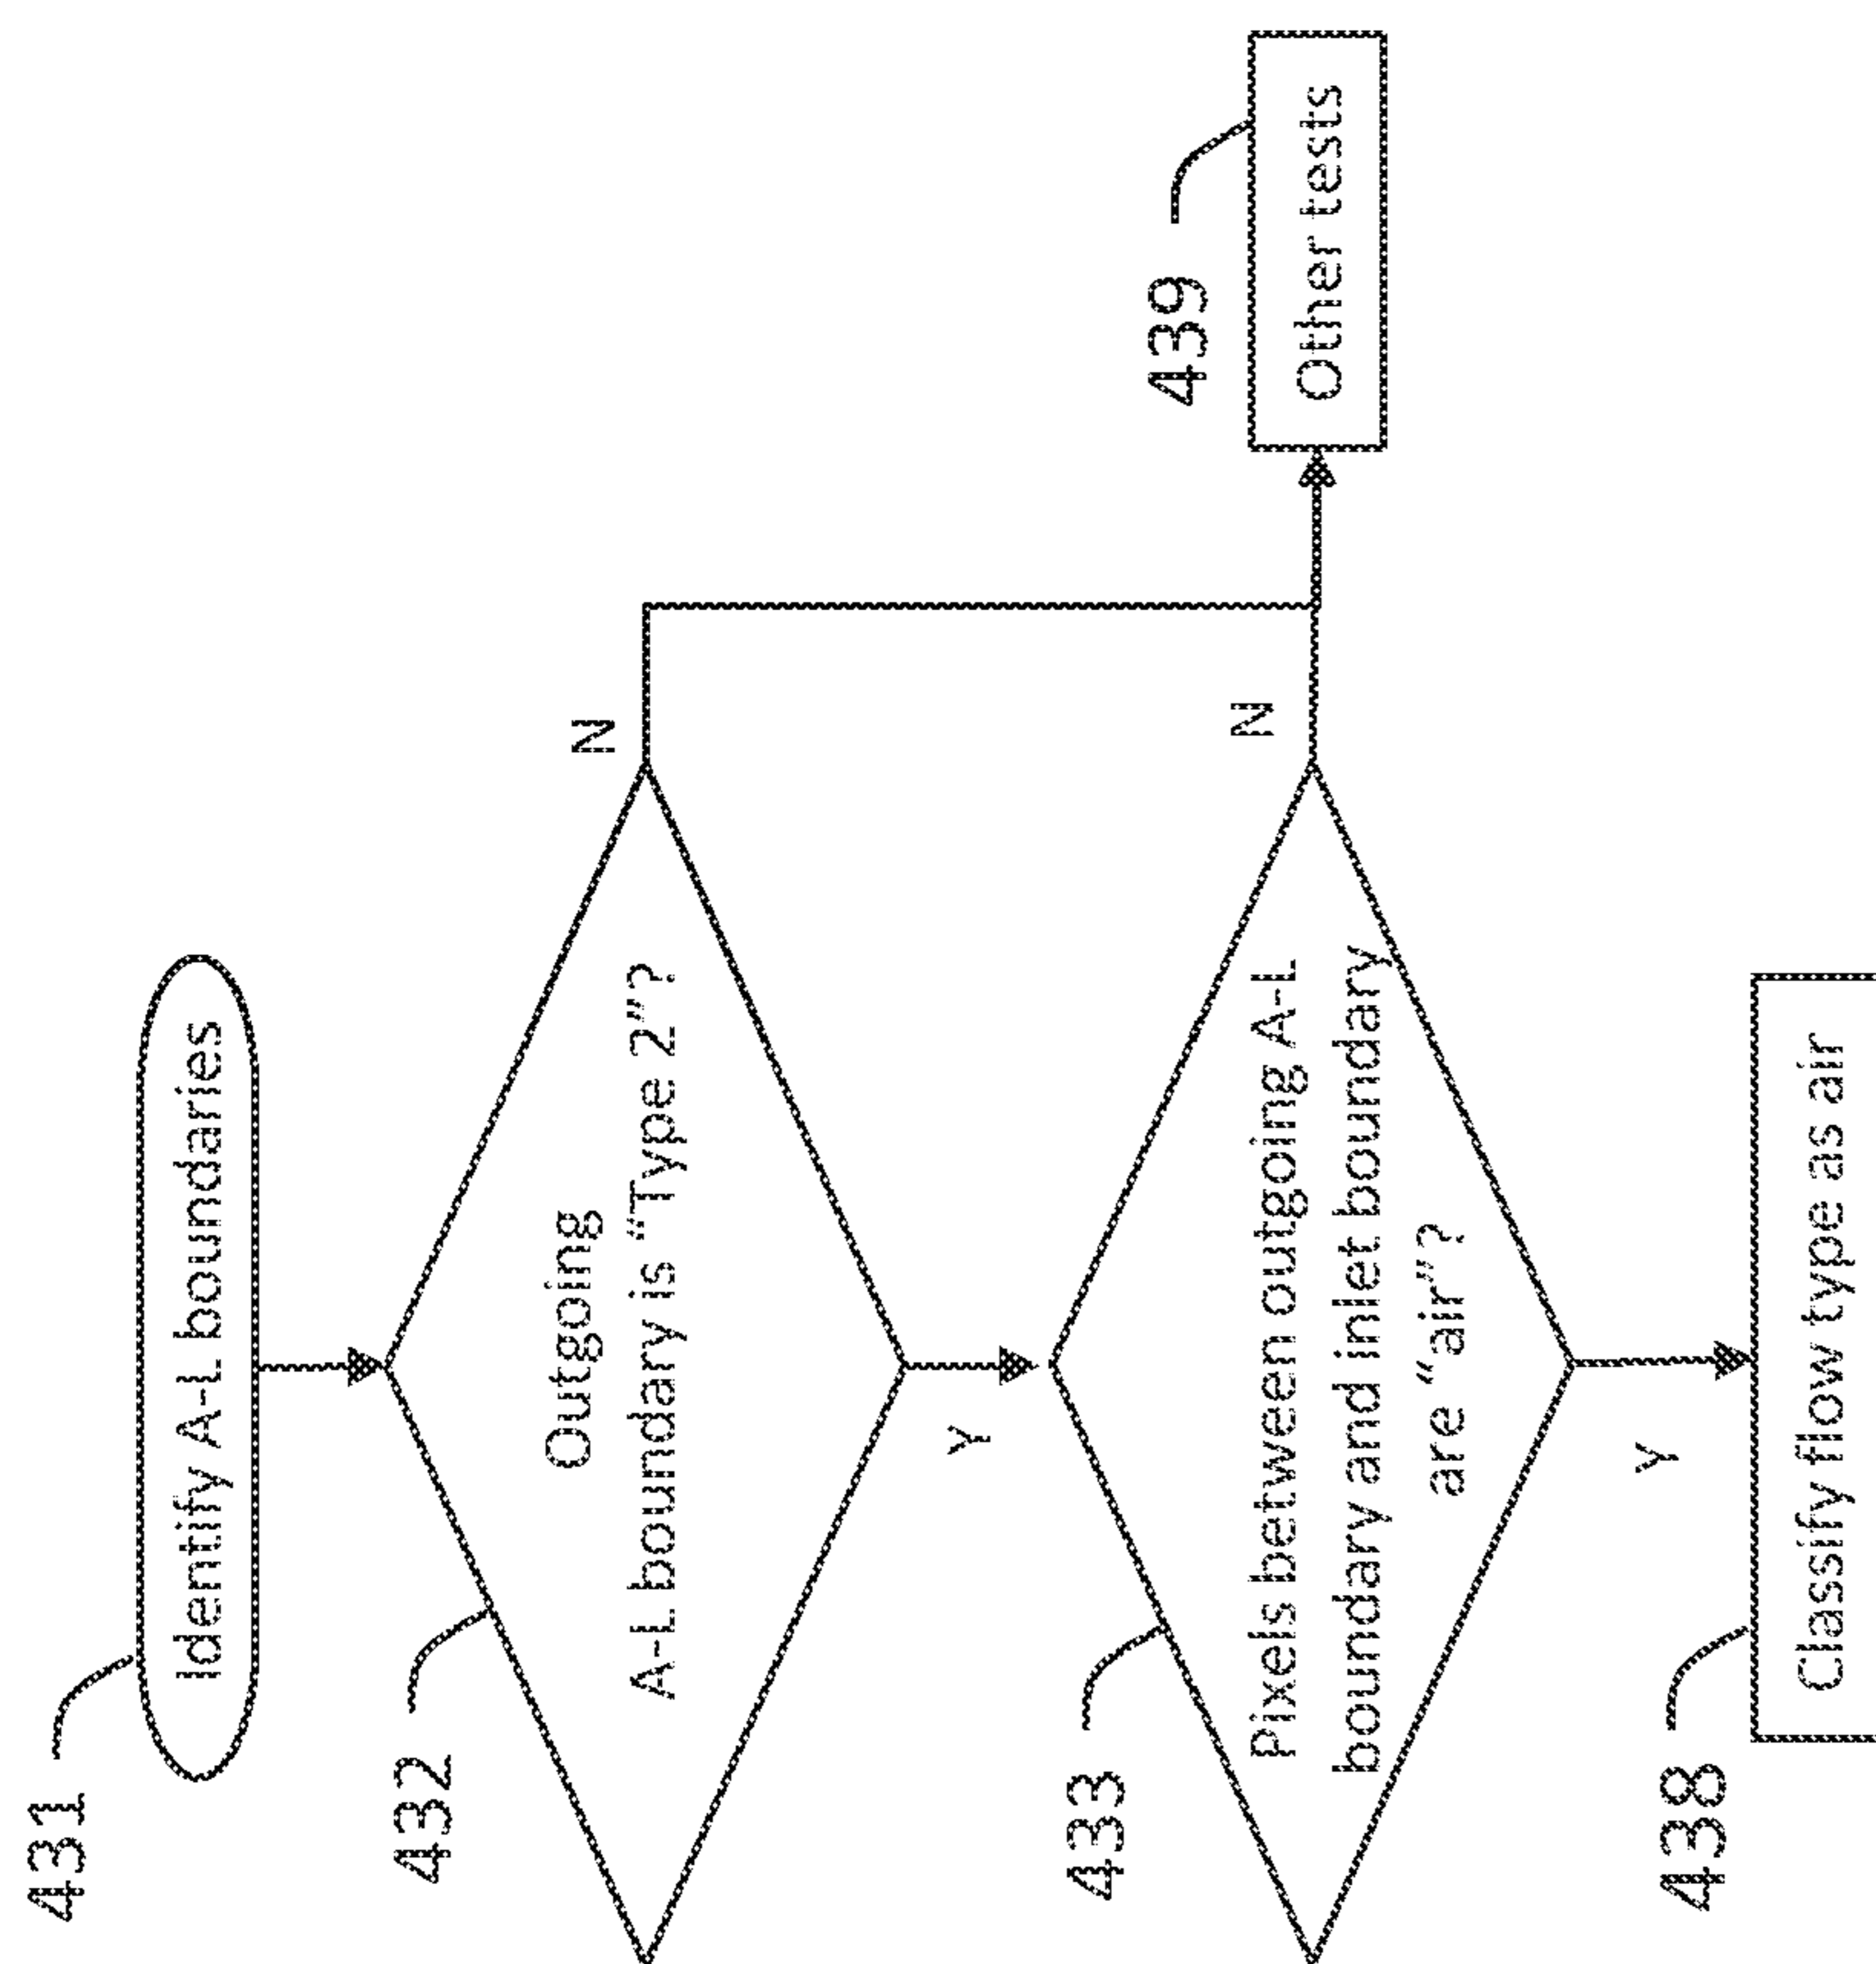 431
Identify A-L boundaries
432
Outgoing
A-L boundary is “Type 2”?
N
Y
433
Pixels between outgoing A-L
boundary and inlet boundary
are “air”?
N
439
Other tests
Y
438
Classify flow type as air